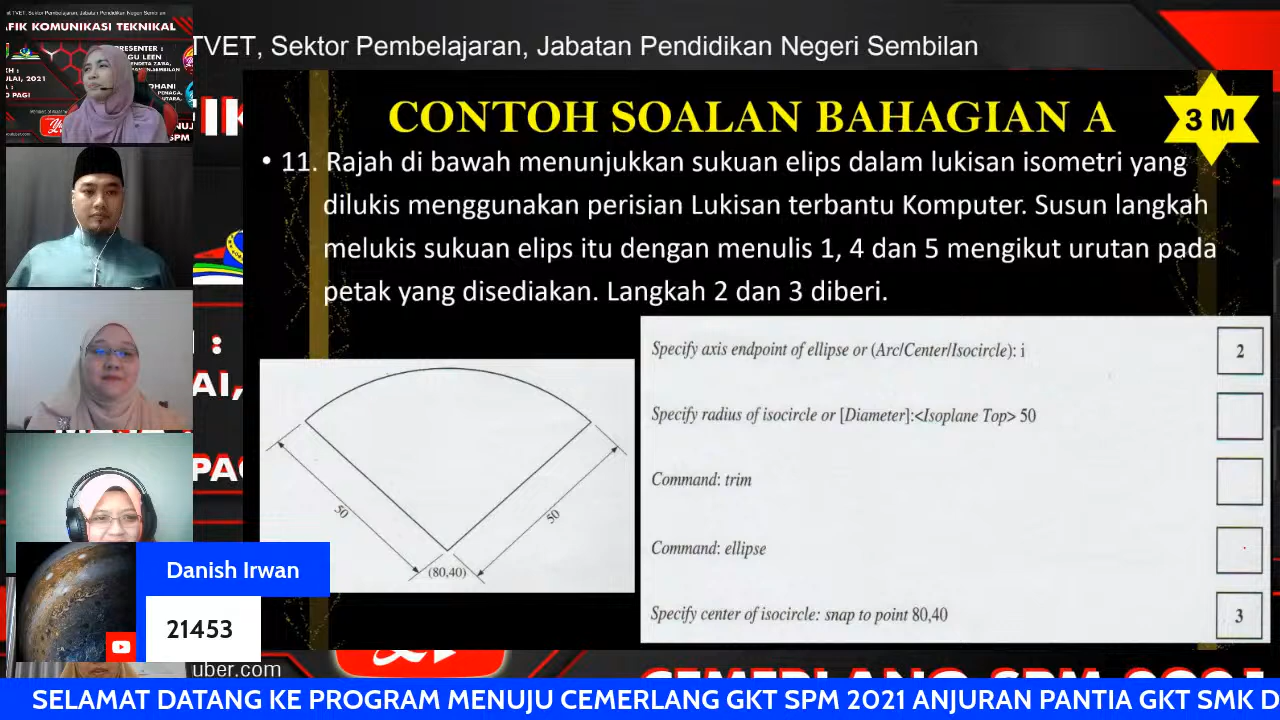 TVET, Sektor Pembelajaran, Jabatan Pendidikan Negeri Sembilan
CONTOH SOALAN BAHAGIAN A
3 M
• 11. Rajah di bawah menunjukkan sukuan elips dalam lukisan isometri yang
dilukis menggunakan perisian Lukisan terbantu Komputer. Susun langkah
melukis sukuan elips itu dengan menulis 1, 4 dan 5 mengikut urutan pada
petak yang disediakan. Langkah 2 dan 3 diberi.
50
50
(80,40)
Specify axis endpoint of ellipse or (Arc/Center/Isocircle): i
2
Specify radius of isocircle or [Diameter]:<Isoplane Top> 50
Command: trim
Command: ellipse
Specify center of isocircle: snap to point 80,40
3
Danish Irwan
21453
uber.com
SELAMAT DATANG KE PROGRAM MENUJU CEMERLANG GKT SPM 2021 ANJURAN PANTIA GKT SMK D